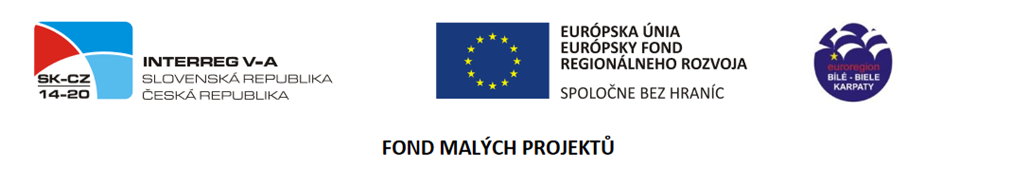 SK-CZ
14-20
INTERREG V-A
SLOVENSKÁ REPUBLIKA
ČESKÁ REPUBLIKA
EURÓPSKA ÚNIA
EURÓPSKY FOND
REGIONÁLNEHO ROZVOJA
SPOLOČNE BEZ HRANÍC
euroregion
BÍLÉ - BIELE
KARPATY
FOND MALÝCH PROJEKTŮ